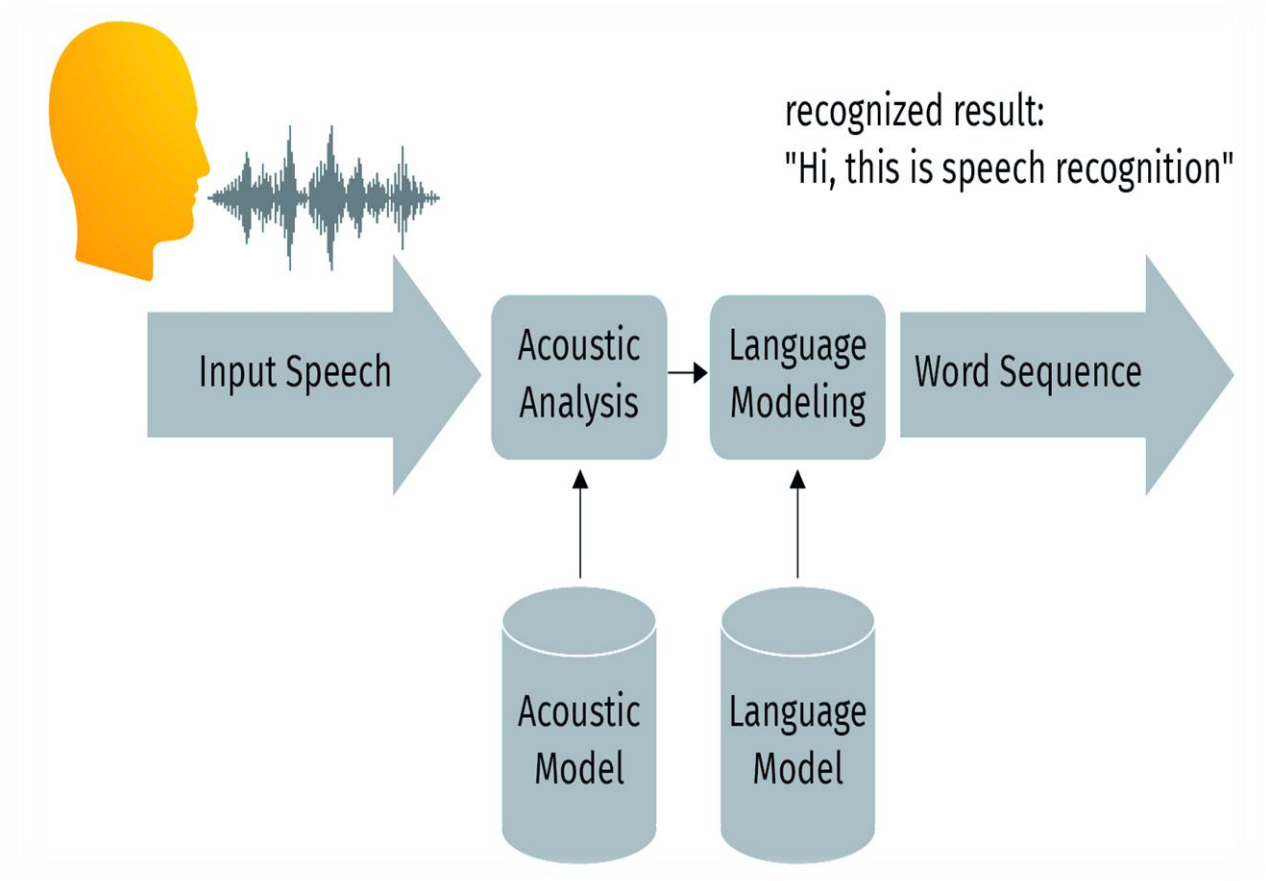 recognized result:
"Hi, this is speech recognition"
Input Speech
Acoustic
Analysis
Language
Modeling
Word Sequence
Acoustic
Model
Language
Model